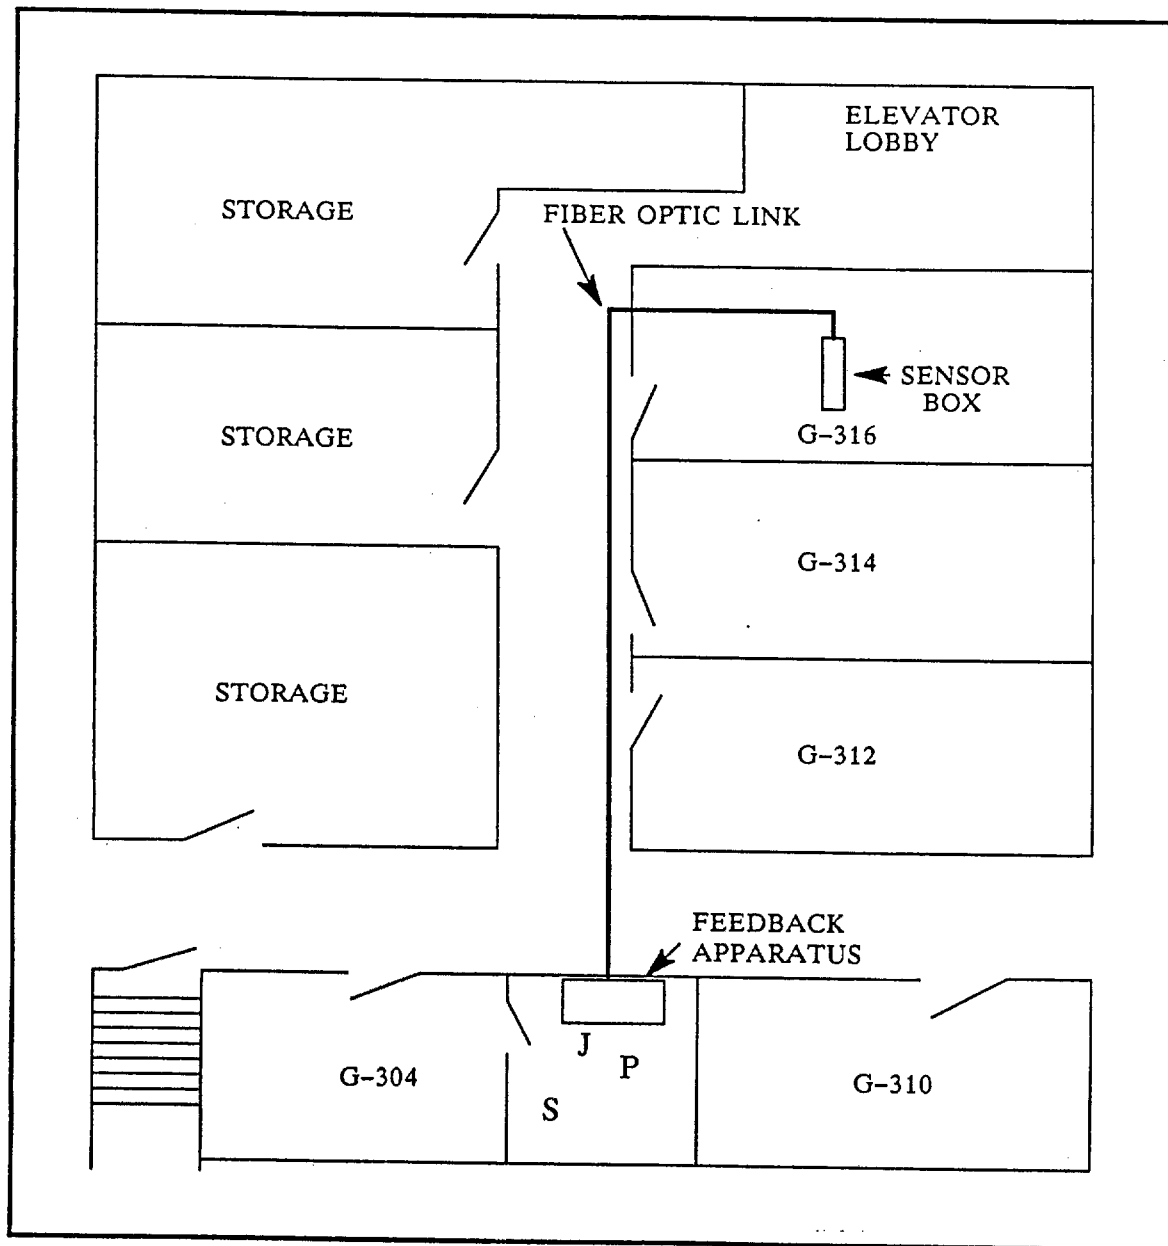 ELEVATOR
LOBBY
STORAGE
FIBER OPTIC LINK
SENSOR
BOX
STORAGE
G-316
G-314
STORAGE
G-312
FEEDBACK
APPARATUS
J
P
G-304
G-310
S